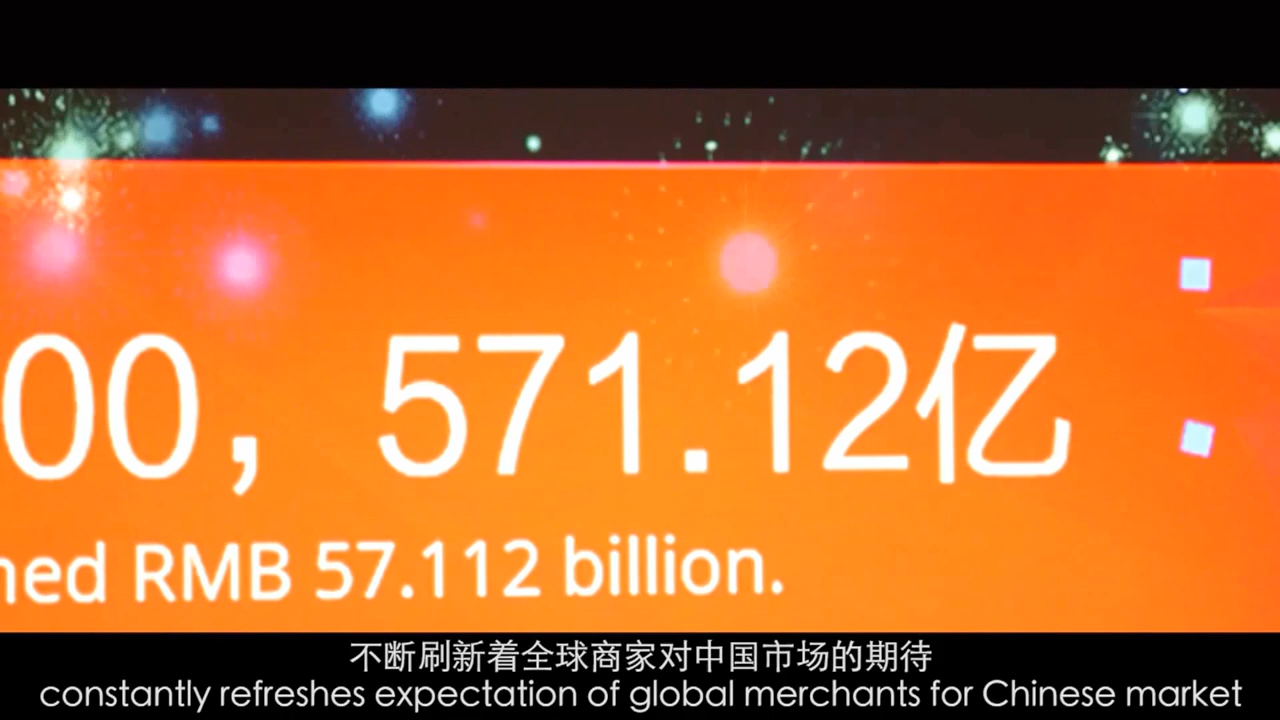 00，571.12亿
ned RMB 57.112 billion.
不断刷新着全球商家对中国市场的期待
constantly refreshes expectation of global merchants for Chinese market